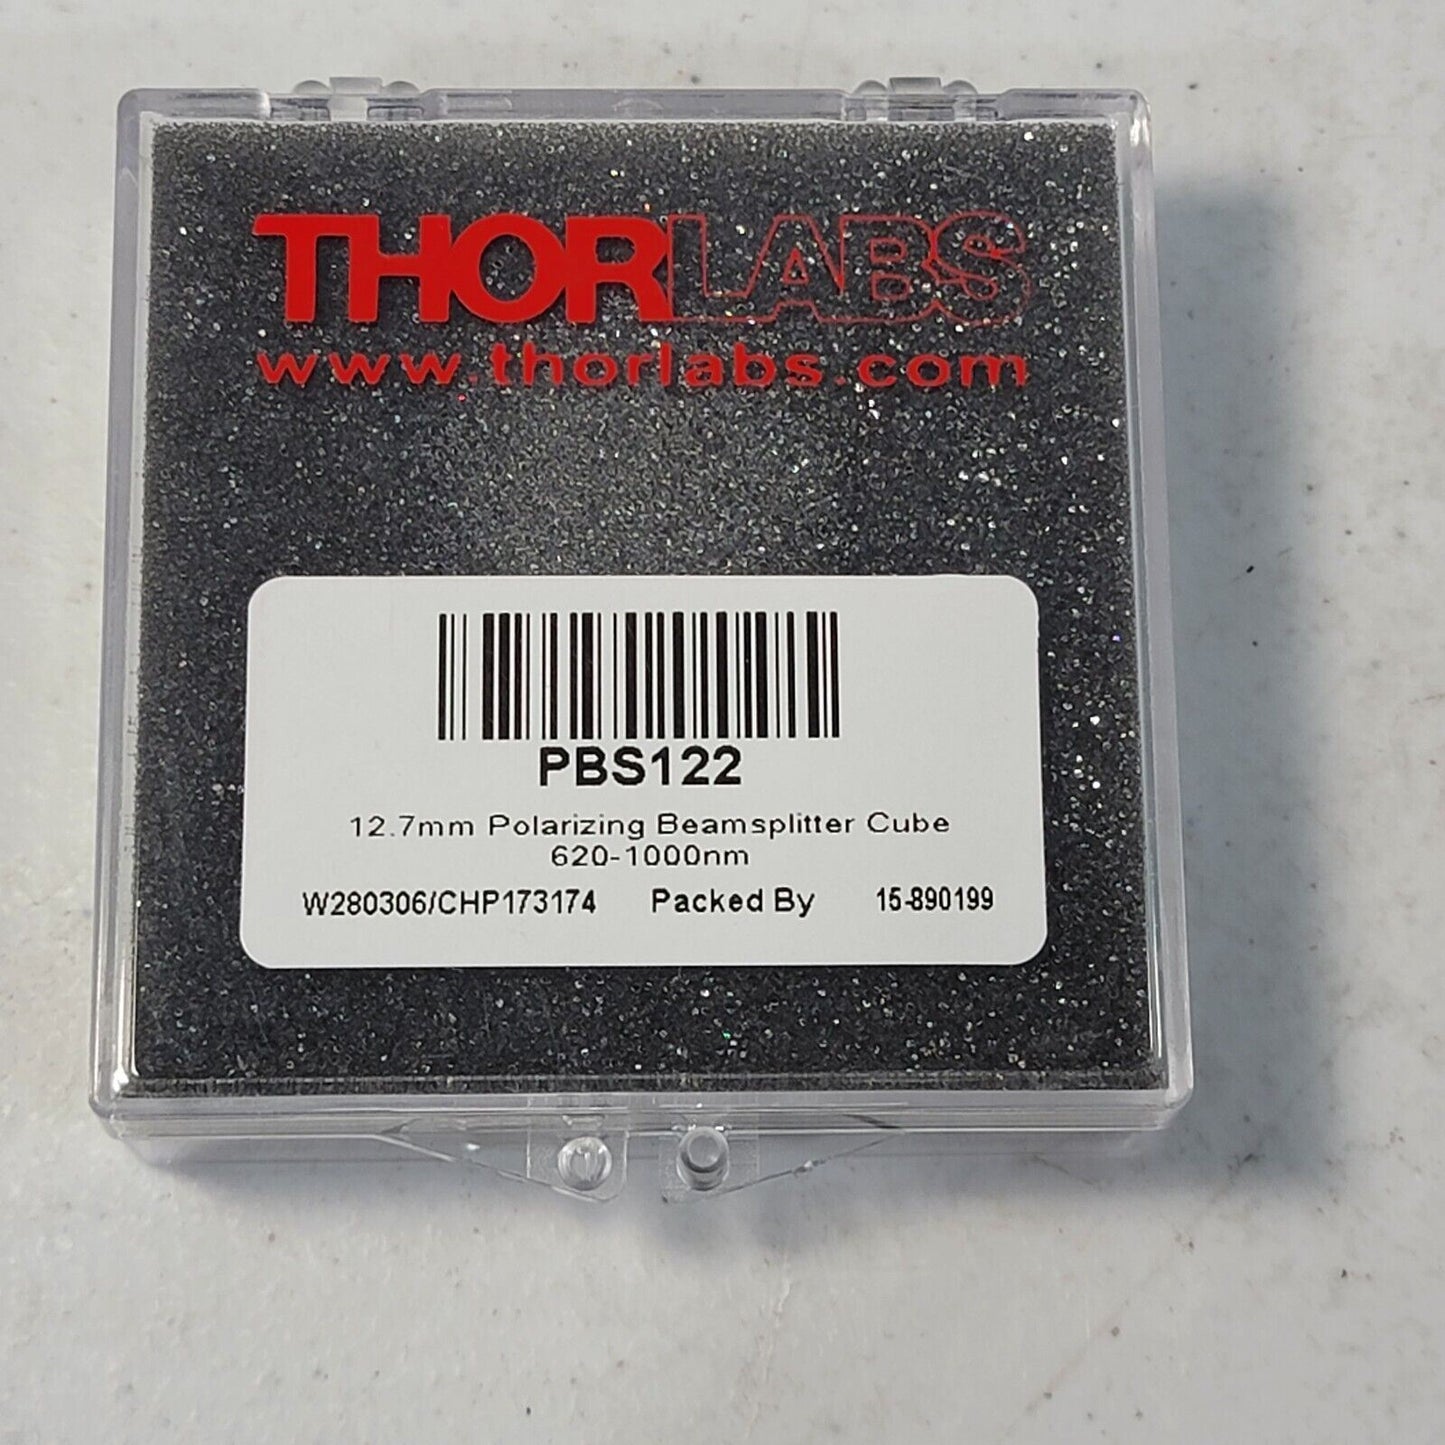 THORLABS
www.thorlabs.com
PBS122
12.7mm Polarizing Beamsplitter Cube
620-1000nm
W280306/CHP173174 Packed By 15-890199